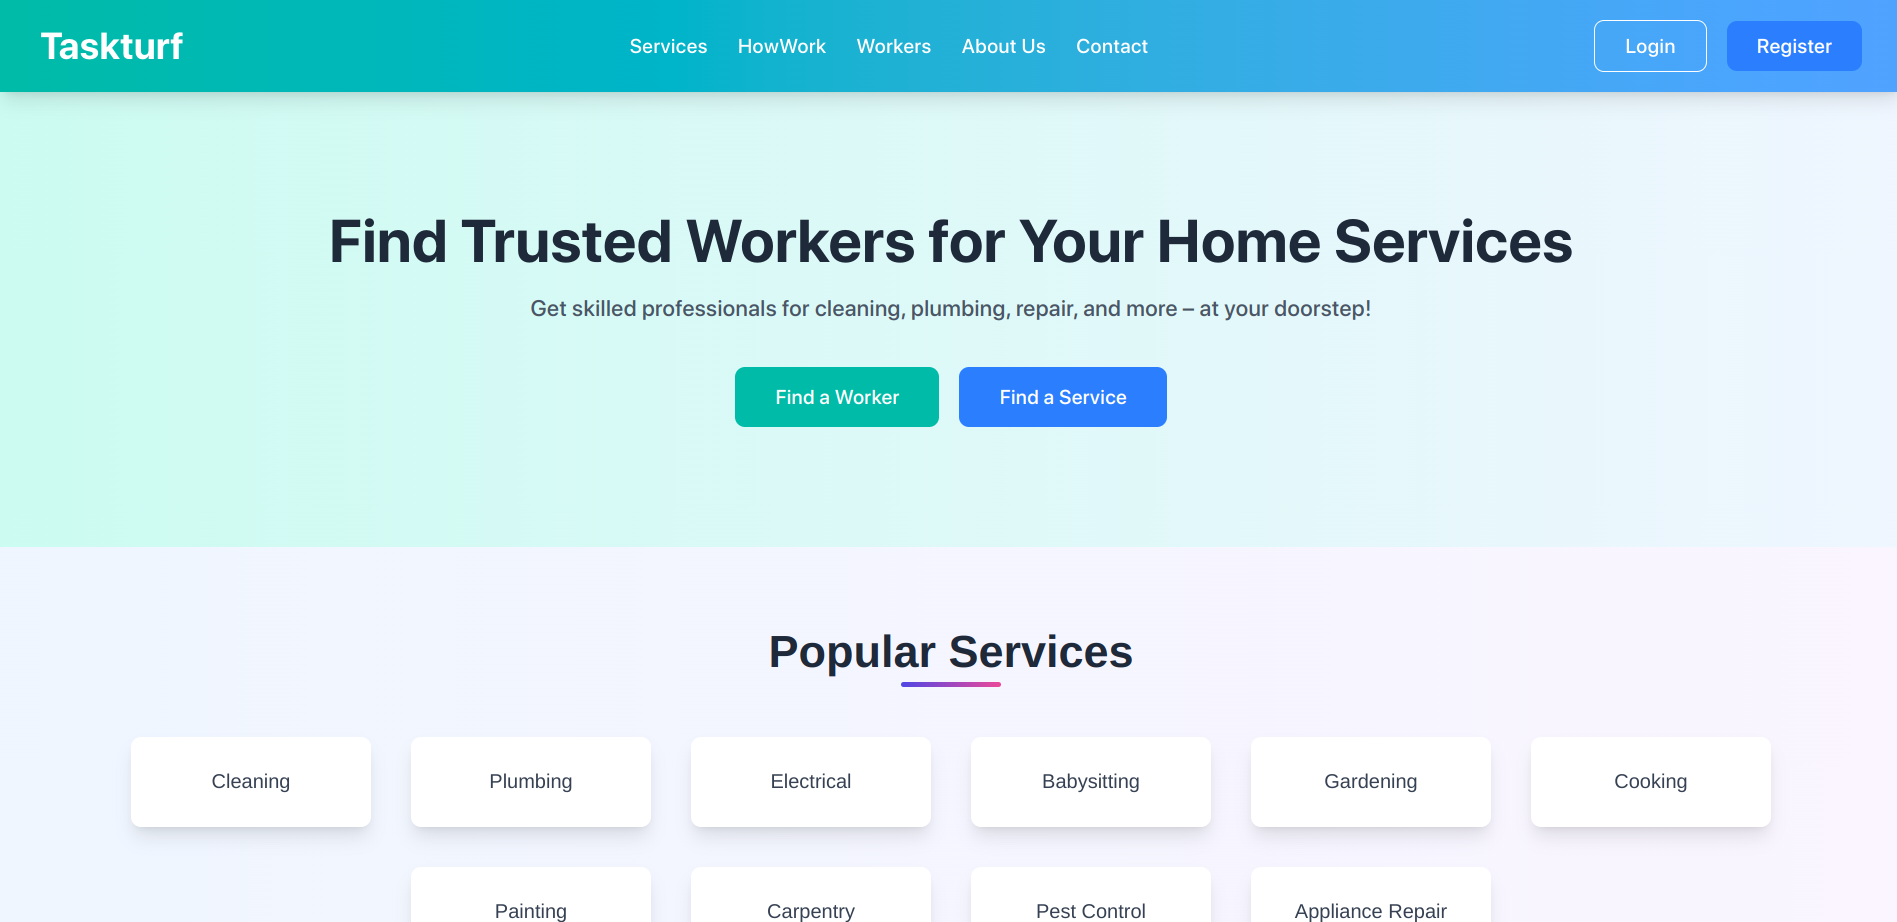 Taskturf
Services HowWork Workers About Us Contact
Login Register
Find Trusted Workers for Your Home Services
Get skilled professionals for cleaning, plumbing, repair, and more – at your doorstep!
Find a Worker Find a Service
Popular Services
Cleaning Plumbing Electrical Babysitting Gardening Cooking
Painting Carpentry Pest Control Appliance Repair